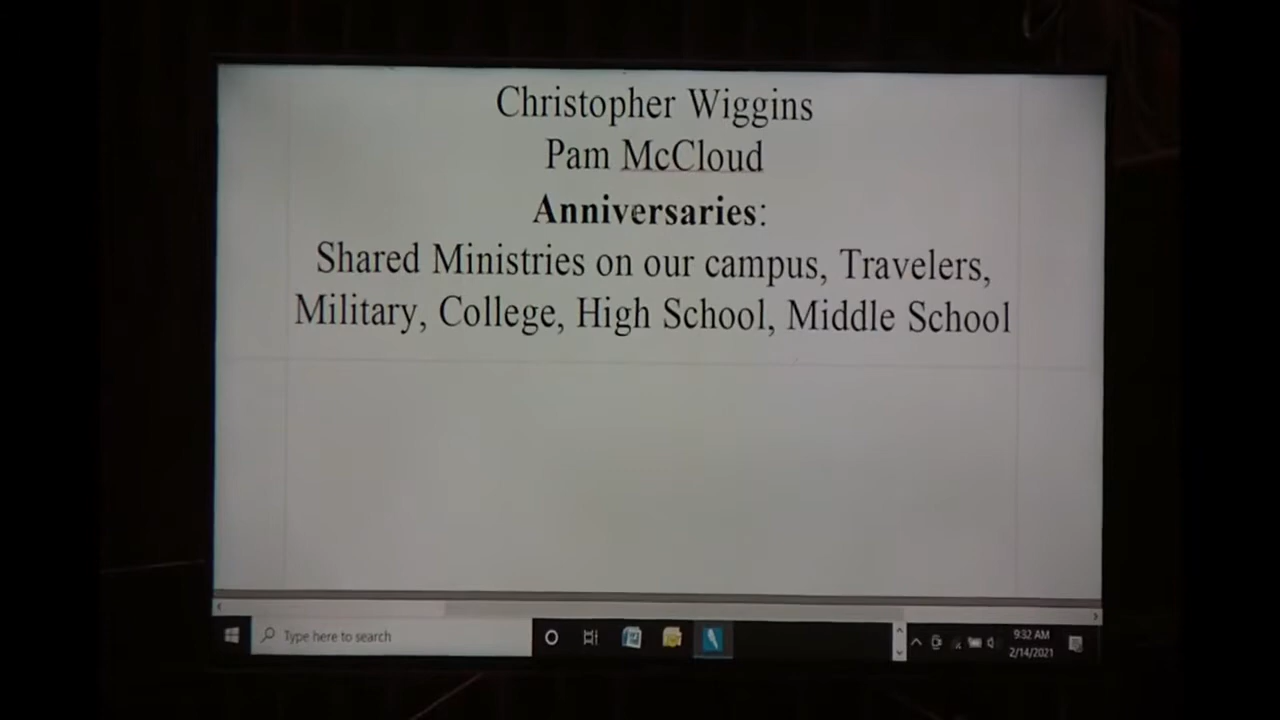 Christopher Wiggins
Pam McCloud
Anniversaries:
Shared Ministries on our campus, Travelers,
Military, College, High School, Middle School
Type here to search
9:32 AM
2/14/2021